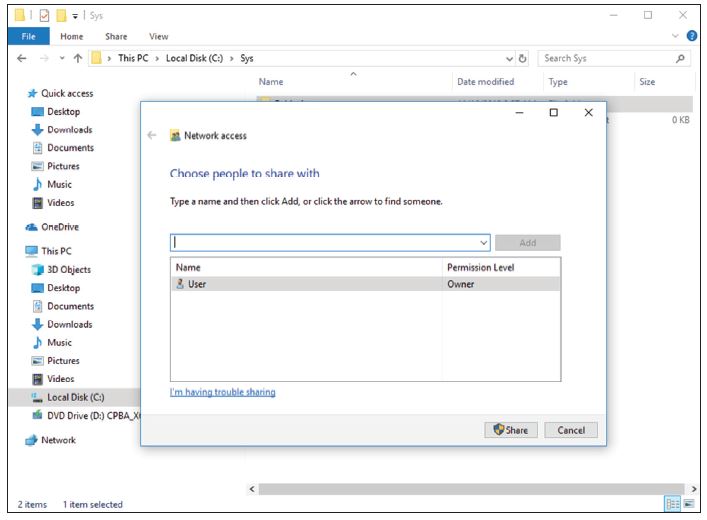 Sys
File Home Share View
This PC > Local Disk (C:) > Sys
Search Sys
Name Date modified Type Size
Quick access
Desktop
Downloads
Documents
Pictures
Music
Videos
OneDrive
This PC
3D Objects
Desktop
Documents
Downloads
Music
Pictures
Videos
Local Disk (C:)
DVD Drive (D:) CPBA_X
Network
0 KB
Network access
Choose people to share with
Type a name and then click Add, or click the arrow to find someone.
Add
Name Permission Level
User Owner
I'm having trouble sharing
Share Cancel
2 items 1 item selected